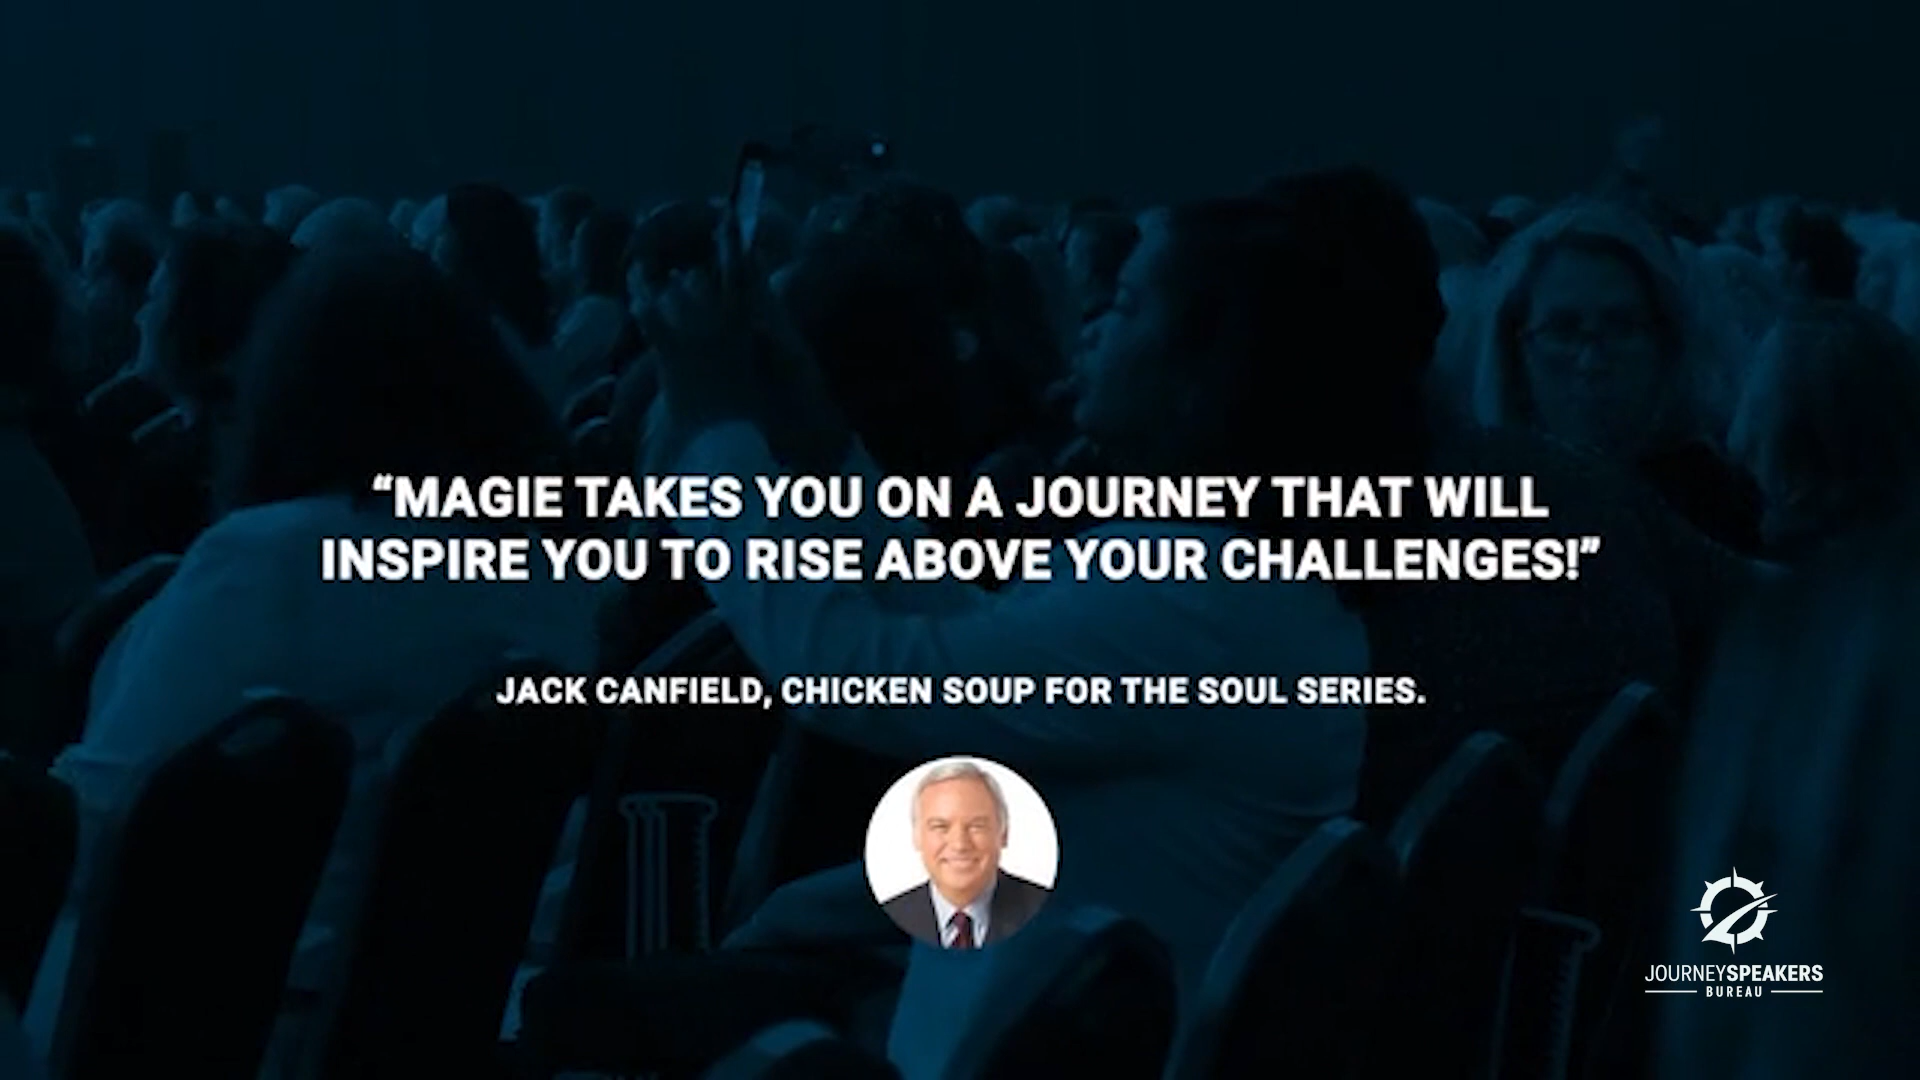 “MAGIE TAKES YOU ON A JOURNEY THAT WILL
INSPIRE YOU TO RISE ABOVE YOUR CHALLENGES!”
JACK CANFIELD, CHICKEN SOUP FOR THE SOUL SERIES.
JOURNEYSPEAKERS
BUREAU